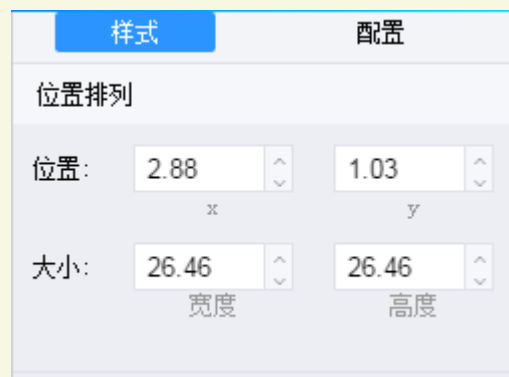 样式 配置
位置排列
位置: 2.88 1.03
x y
大小: 26.46 26.46
宽度 高度